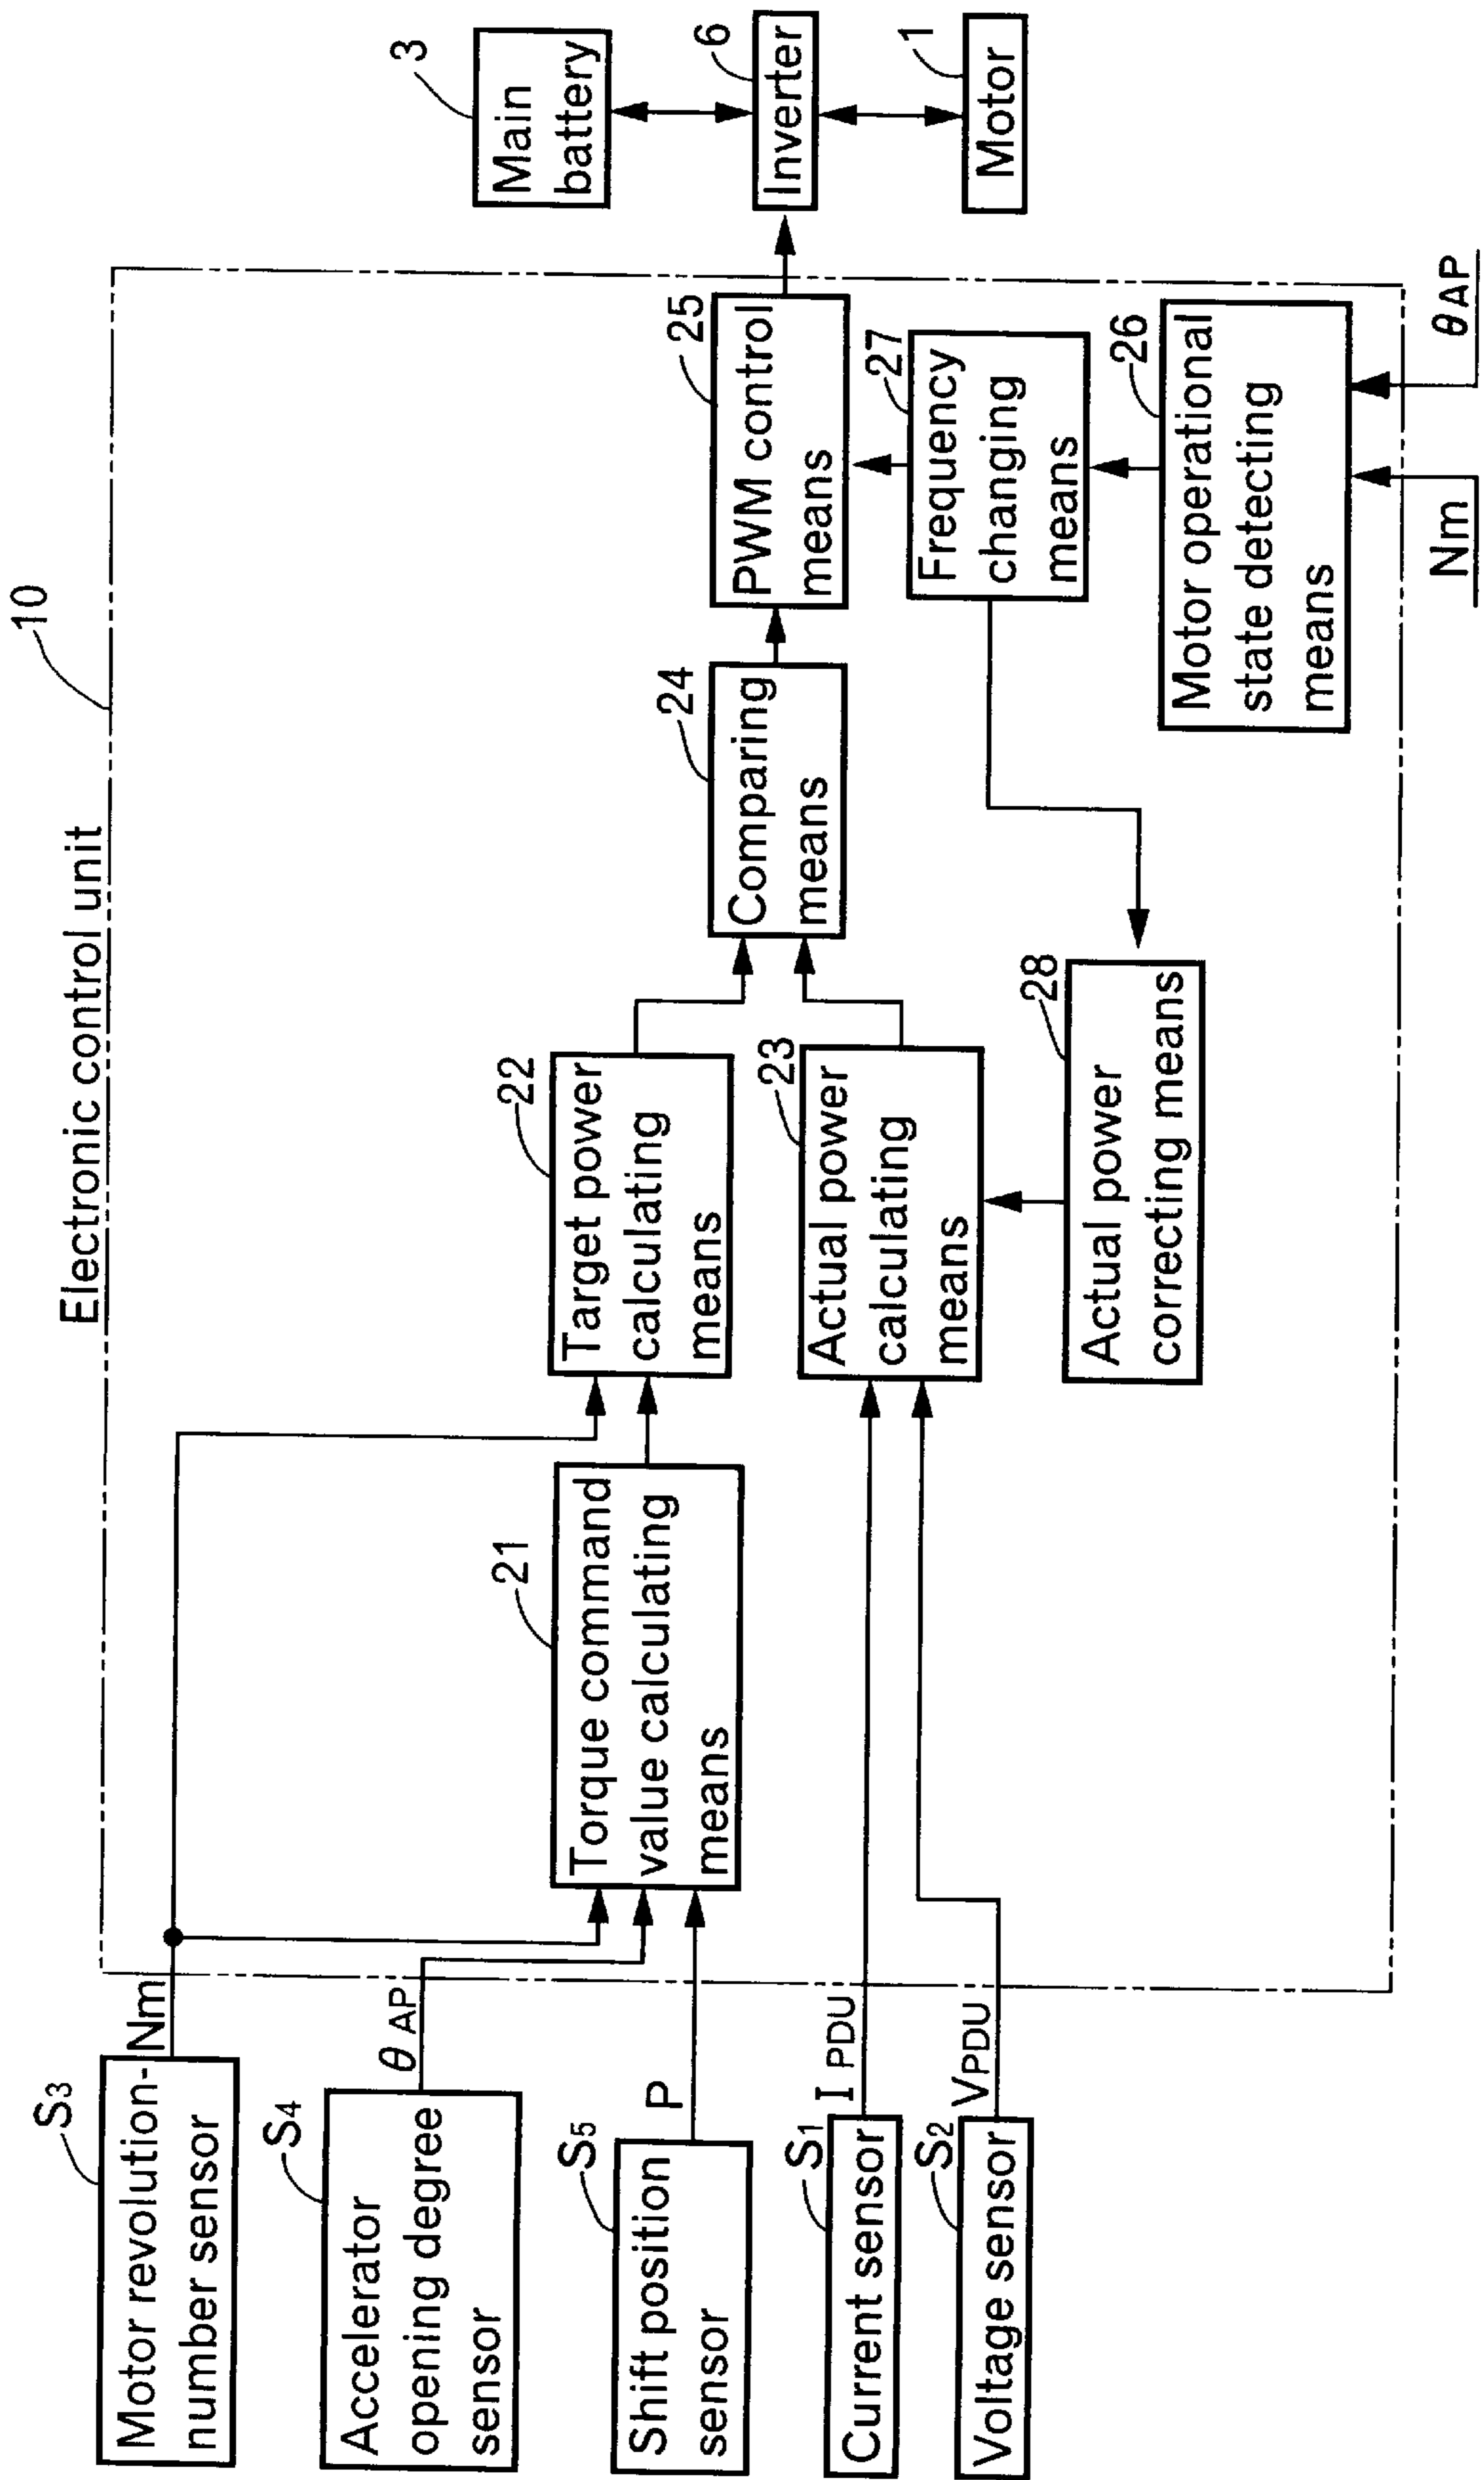 Electronic control unit
10
S3
Motor revolution-
number sensor
Nm
S4
Accelerator
opening degree
sensor
θ AP
S5
Shift position
sensor
P
S1
Current sensor
I PDU
S2
Voltage sensor
VPDU
21
Torque command
value calculating
means
22
Target power
calculating
means
23
Actual power
calculating
means
28
Actual power
correcting means
24
Comparing
means
25
PWM control
means
27
Frequency
changing
means
26
Motor operational
state detecting
means
Nm
θ AP
3
Main
battery
6
Inverter
1
Motor